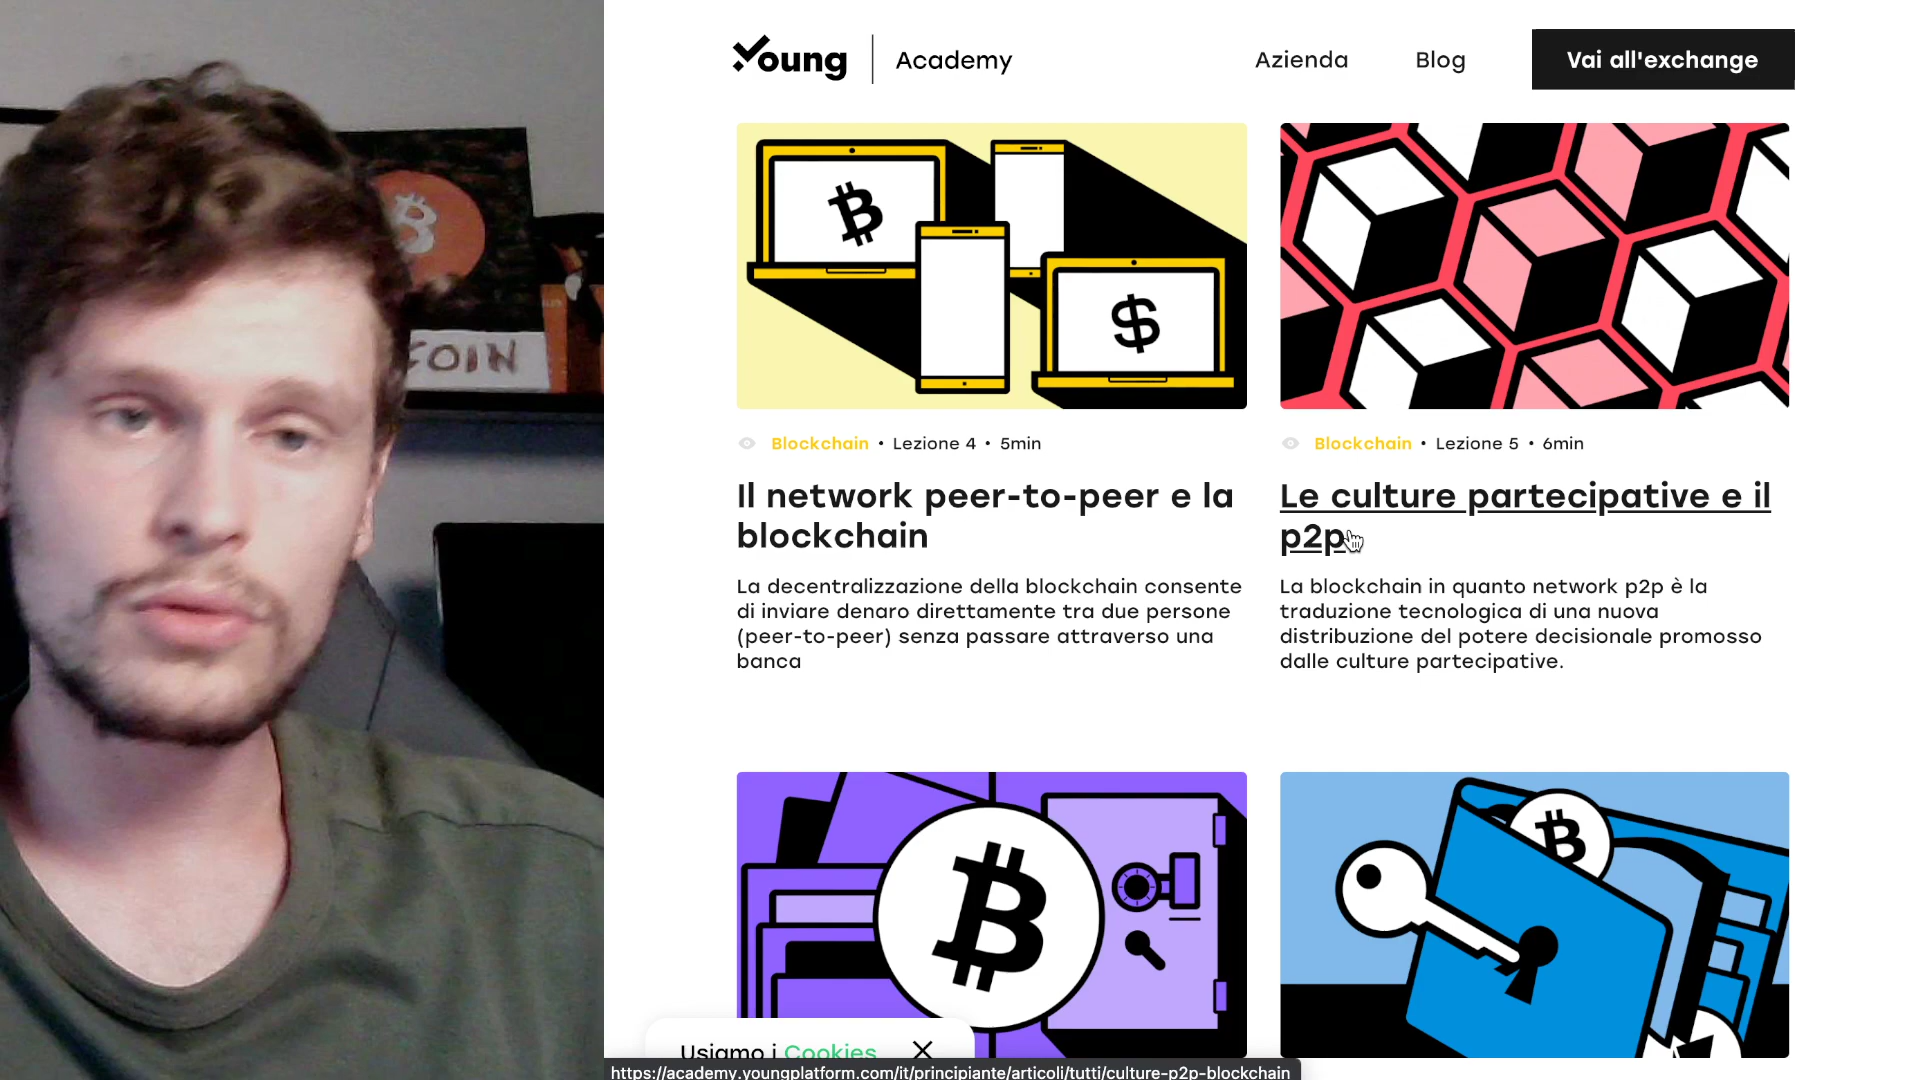 Young
Academy
Azienda
Blog
Vai all'exchange
COIN
Blockchain • Lezione 4 • 5min
Il network peer-to-peer e la
blockchain
La decentralizzazione della blockchain consente
di inviare denaro direttamente tra due persone
(peer-to-peer) senza passare attraverso una
banca
Blockchain • Lezione 5 • 6min
Le culture partecipative e il
p2p
La blockchain in quanto network p2p è la
traduzione tecnologica di una nuova
distribuzione del potere decisionale promosso
dalle culture partecipative.
Usiamo i Cookies
https://academy.youngplatform.com/it/principiante/articoli/tutti/culture-p2p-blockchain